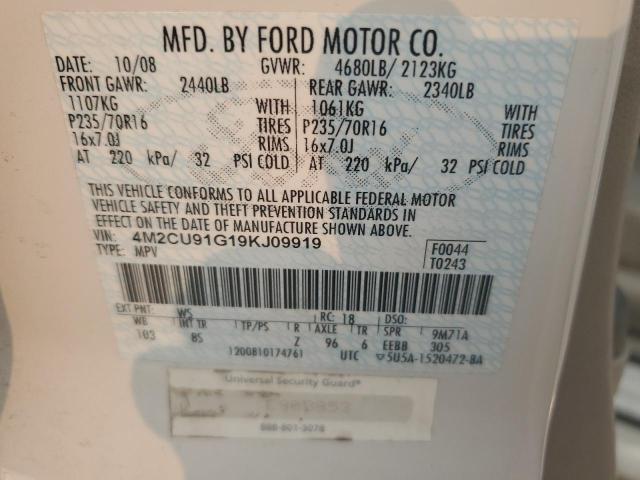 MFD. BY FORD MOTOR CO.
DATE: 10/08 GVWR: 4680LB/ 2123KG
FRONT GAWR: 2440LB REAR GAWR: 2340LB
1107KG WITH 1061KG WITH
P235/70R16 TIRES P235/70R16 TIRES
16x7.0J RIMS 16x7.0J RIMS
AT 220 kPa/ 32 PSI COLD AT 220 kPa/ 32 PSI COLD
THIS VEHICLE CONFORMS TO ALL APPLICABLE FEDERAL MOTOR
VEHICLE SAFETY AND THEFT PREVENTION STANDARDS IN
EFFECT ON THE DATE OF MANUFACTURE SHOWN ABOVE.
VIN: 4M2CU91G19KJ09919 F0044
TYPE: MPV T0243
EXT PNT: WS RC: 18 DSO:
WB INT TR TP/PS R AXLE TR SPR 9M71A
103 8S Z 96 6 EEBB 305
1200810174761 UTC 5U5A-1520472-BA
Universal Security Guard®
888-801-3078